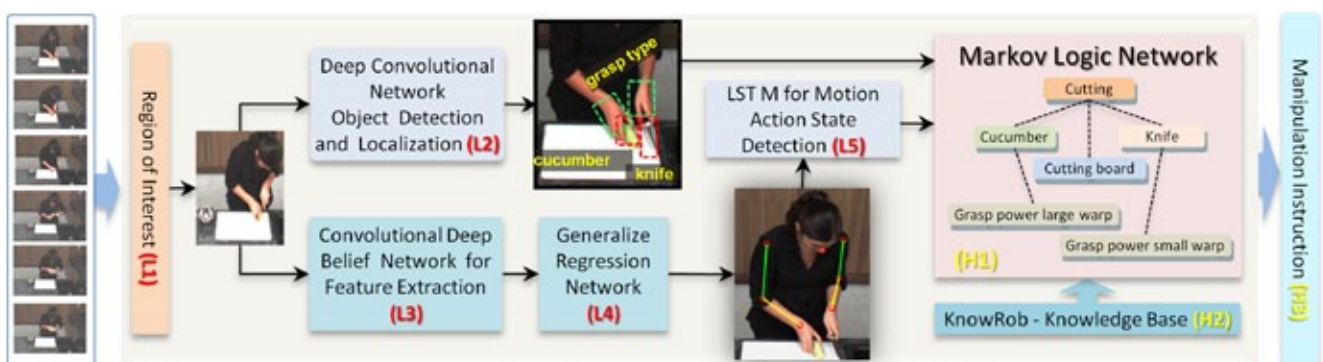 Region of Interest (L1)
Deep Convolutional
Network
Object Detection
and Localization (L2)
grasp type
cucumber
knife
Convolutional Deep
Belief Network for
Feature Extraction
(L3)
Generalize
Regression
Network
(L4)
LST M for Motion
Action State
Detection (L5)
Markov Logic Network
Cutting
Cucumber
Knife
Cutting board
Grasp power large warp
Grasp power small warp
(H1)
KnowRob - Knowledge Base (H2)
Manipulation Instruction (H3)